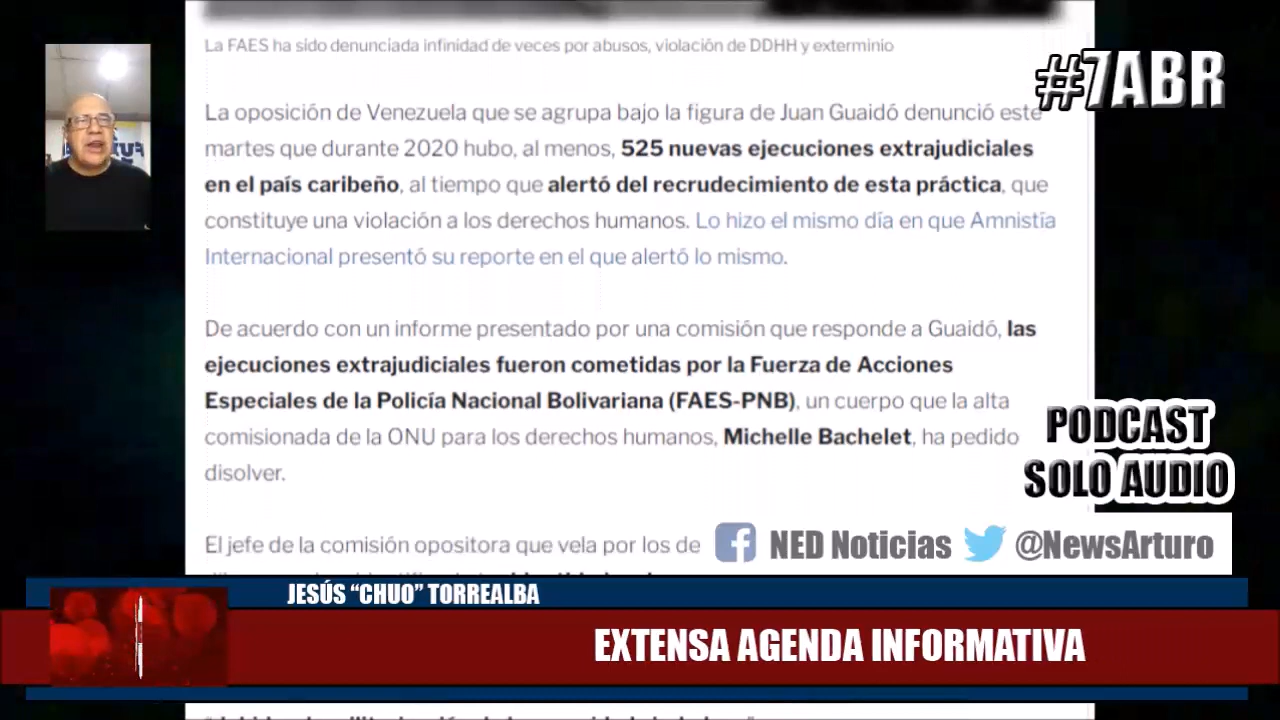 La FAES ha sido denunciada infinidad de veces por abusos, violación de DDHH y exterminio
#7ABR
La oposición de Venezuela que se agrupa bajo la figura de Juan Guaidó denunció este
martes que durante 2020 hubo, al menos, 525 nuevas ejecuciones extrajudiciales
en el país caribeño, al tiempo que alertó del recrudecimiento de esta práctica, que
constituye una violación a los derechos humanos. Lo hizo el mismo día en que Amnistía
Internacional presentó su reporte en el que alertó lo mismo.
De acuerdo con un informe presentado por una comisión que responde a Guaidó, las
ejecuciones extrajudiciales fueron cometidas por la Fuerza de Acciones
Especiales de la Policía Nacional Bolivariana (FAES-PNB), un cuerpo que la alta
comisionada de la ONU para los derechos humanos, Michelle Bachelet, ha pedido
disolver.
PODCAST
SOLO AUDIO
El jefe de la comisión opositora que vela por los de
NED Noticias @NewsArturo
JESÚS “CHUO” TORREALBA
EXTENSA AGENDA INFORMATIVA